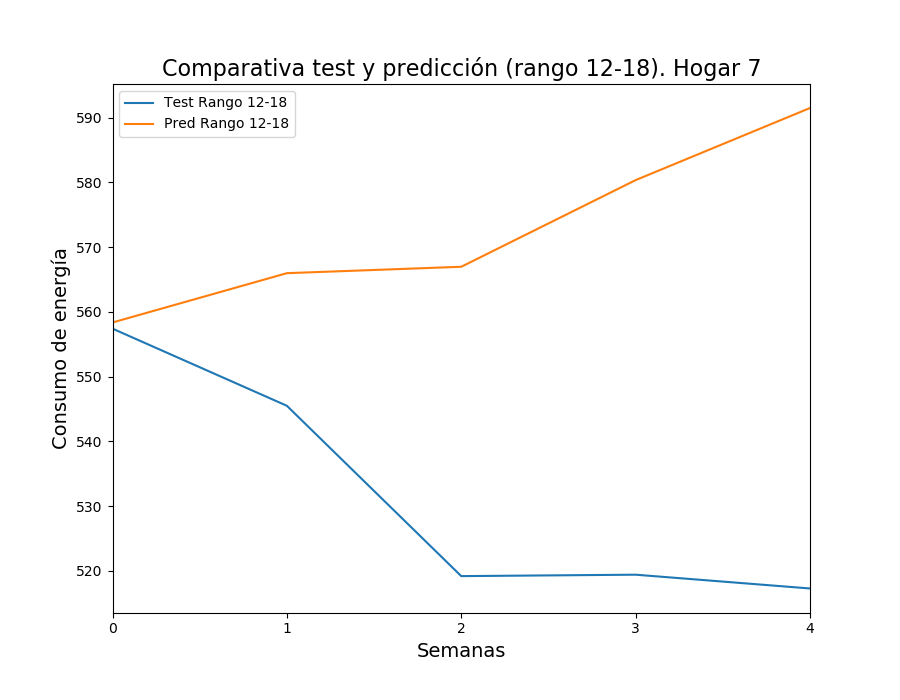 Comparativa test y predicción (rango 12-18). Hogar 7
Test Rango 12-18
Pred Rango 12-18
Consumo de energía
590
580
570
560
550
540
530
520
0 1 2 3 4
Semanas